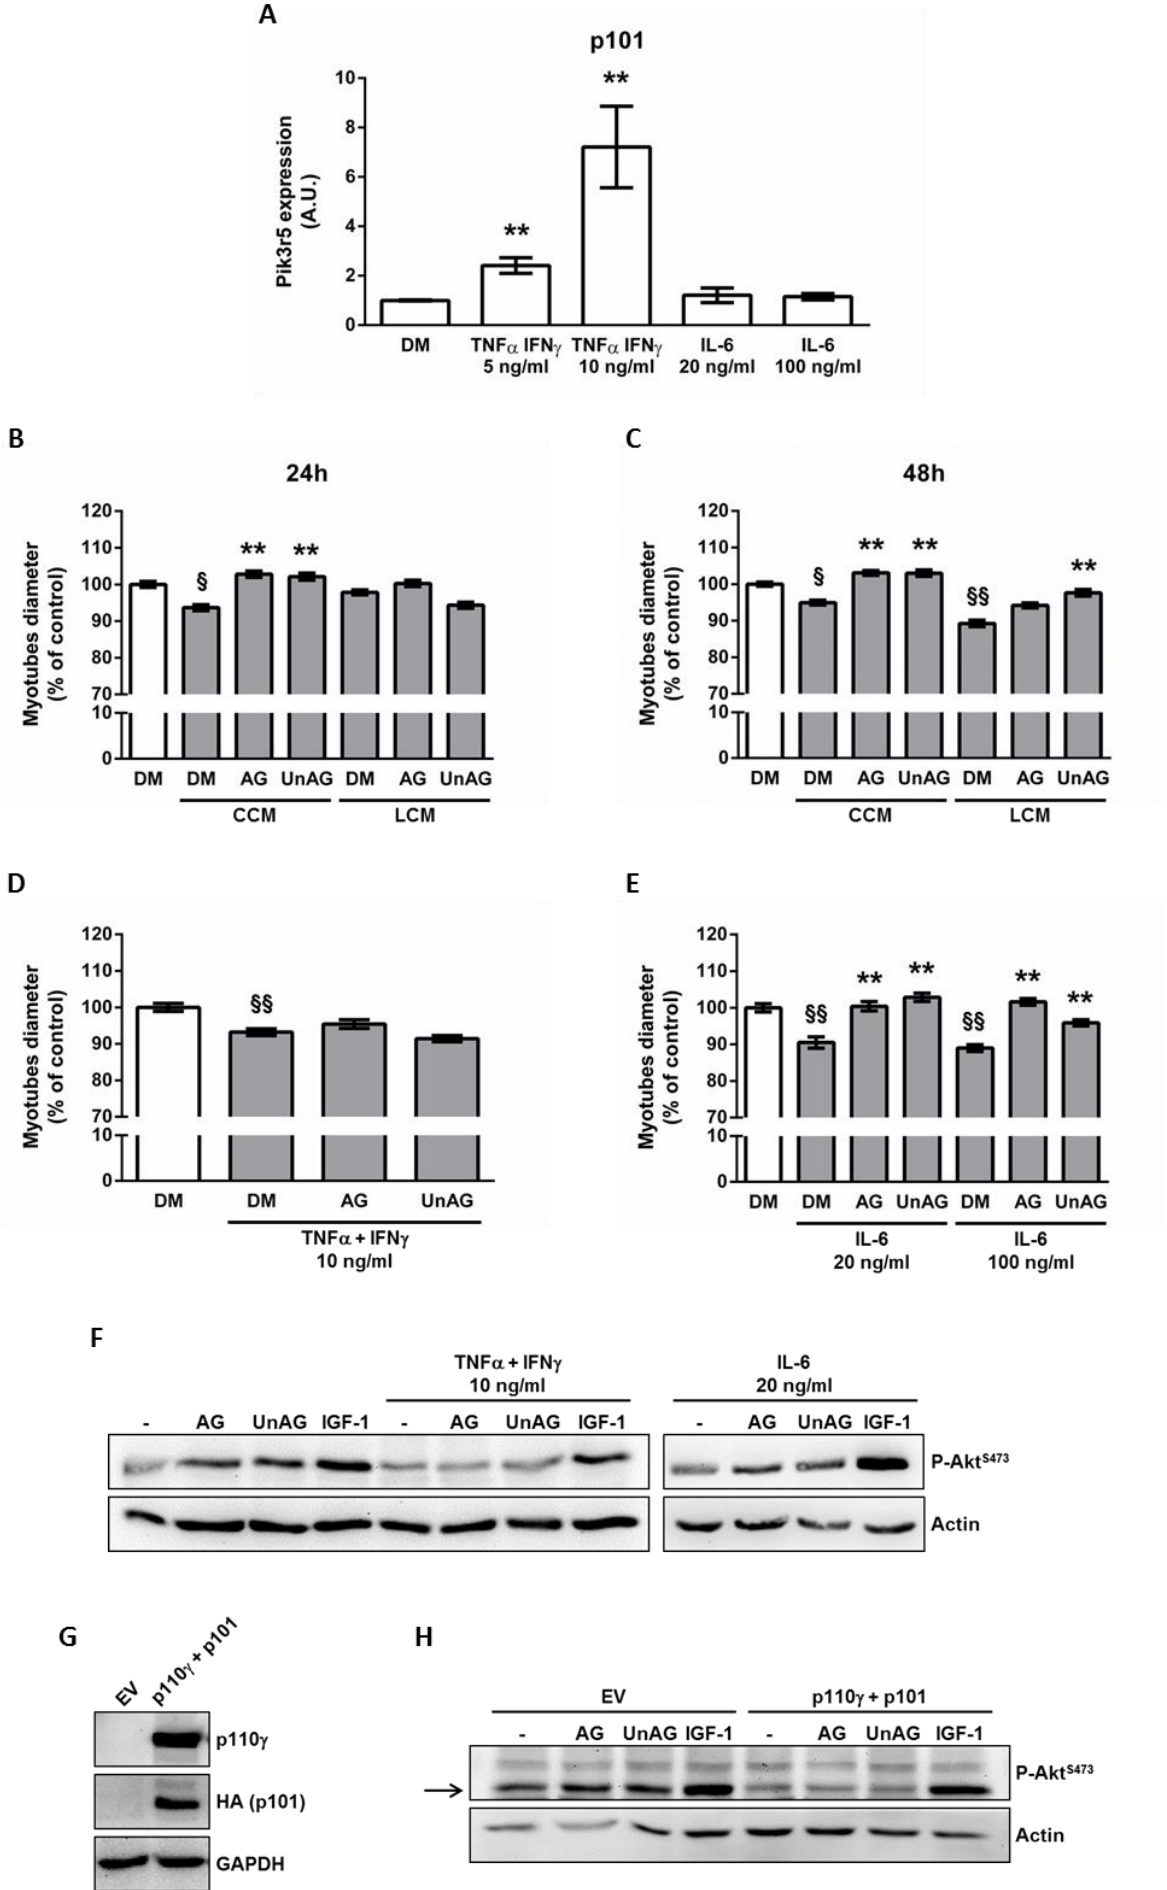 A
p101
10
8
6
4
2
0
Pik3r5 expression
(A.U.)
**
**
DM
TNFα IFNγ
5 ng/ml
TNFα IFNγ
10 ng/ml
IL-6
20 ng/ml
IL-6
100 ng/ml
B
24h
Myotubes diameter
(% of control)
120
110
100
90
80
70
10
0
§
**
**
DM DM AG UnAG DM AG UnAG
CCM LCM
C
48h
Myotubes diameter
(% of control)
120
110
100
90
80
70
10
0
§
**
**
§§
**
DM DM AG UnAG DM AG UnAG
CCM LCM
D
Myotubes diameter
(% of control)
120
110
100
90
80
70
10
0
§§
DM DM AG UnAG
TNFα + IFNγ
10 ng/ml
E
Myotubes diameter
(% of control)
120
110
100
90
80
70
10
0
§§
**
**
§§
**
**
DM DM AG UnAG DM AG UnAG
IL-6
20 ng/ml
IL-6
100 ng/ml
F
TNFα + IFNγ
10 ng/ml
IL-6
20 ng/ml
- AG UnAG IGF-1 - AG UnAG IGF-1 - AG UnAG IGF-1
P-Akt^S473
Actin
G
EV
p110γ + p101
p110γ
HA (p101)
GAPDH
H
EV p110γ + p101
- AG UnAG IGF-1 - AG UnAG IGF-1
P-Akt^S473
Actin